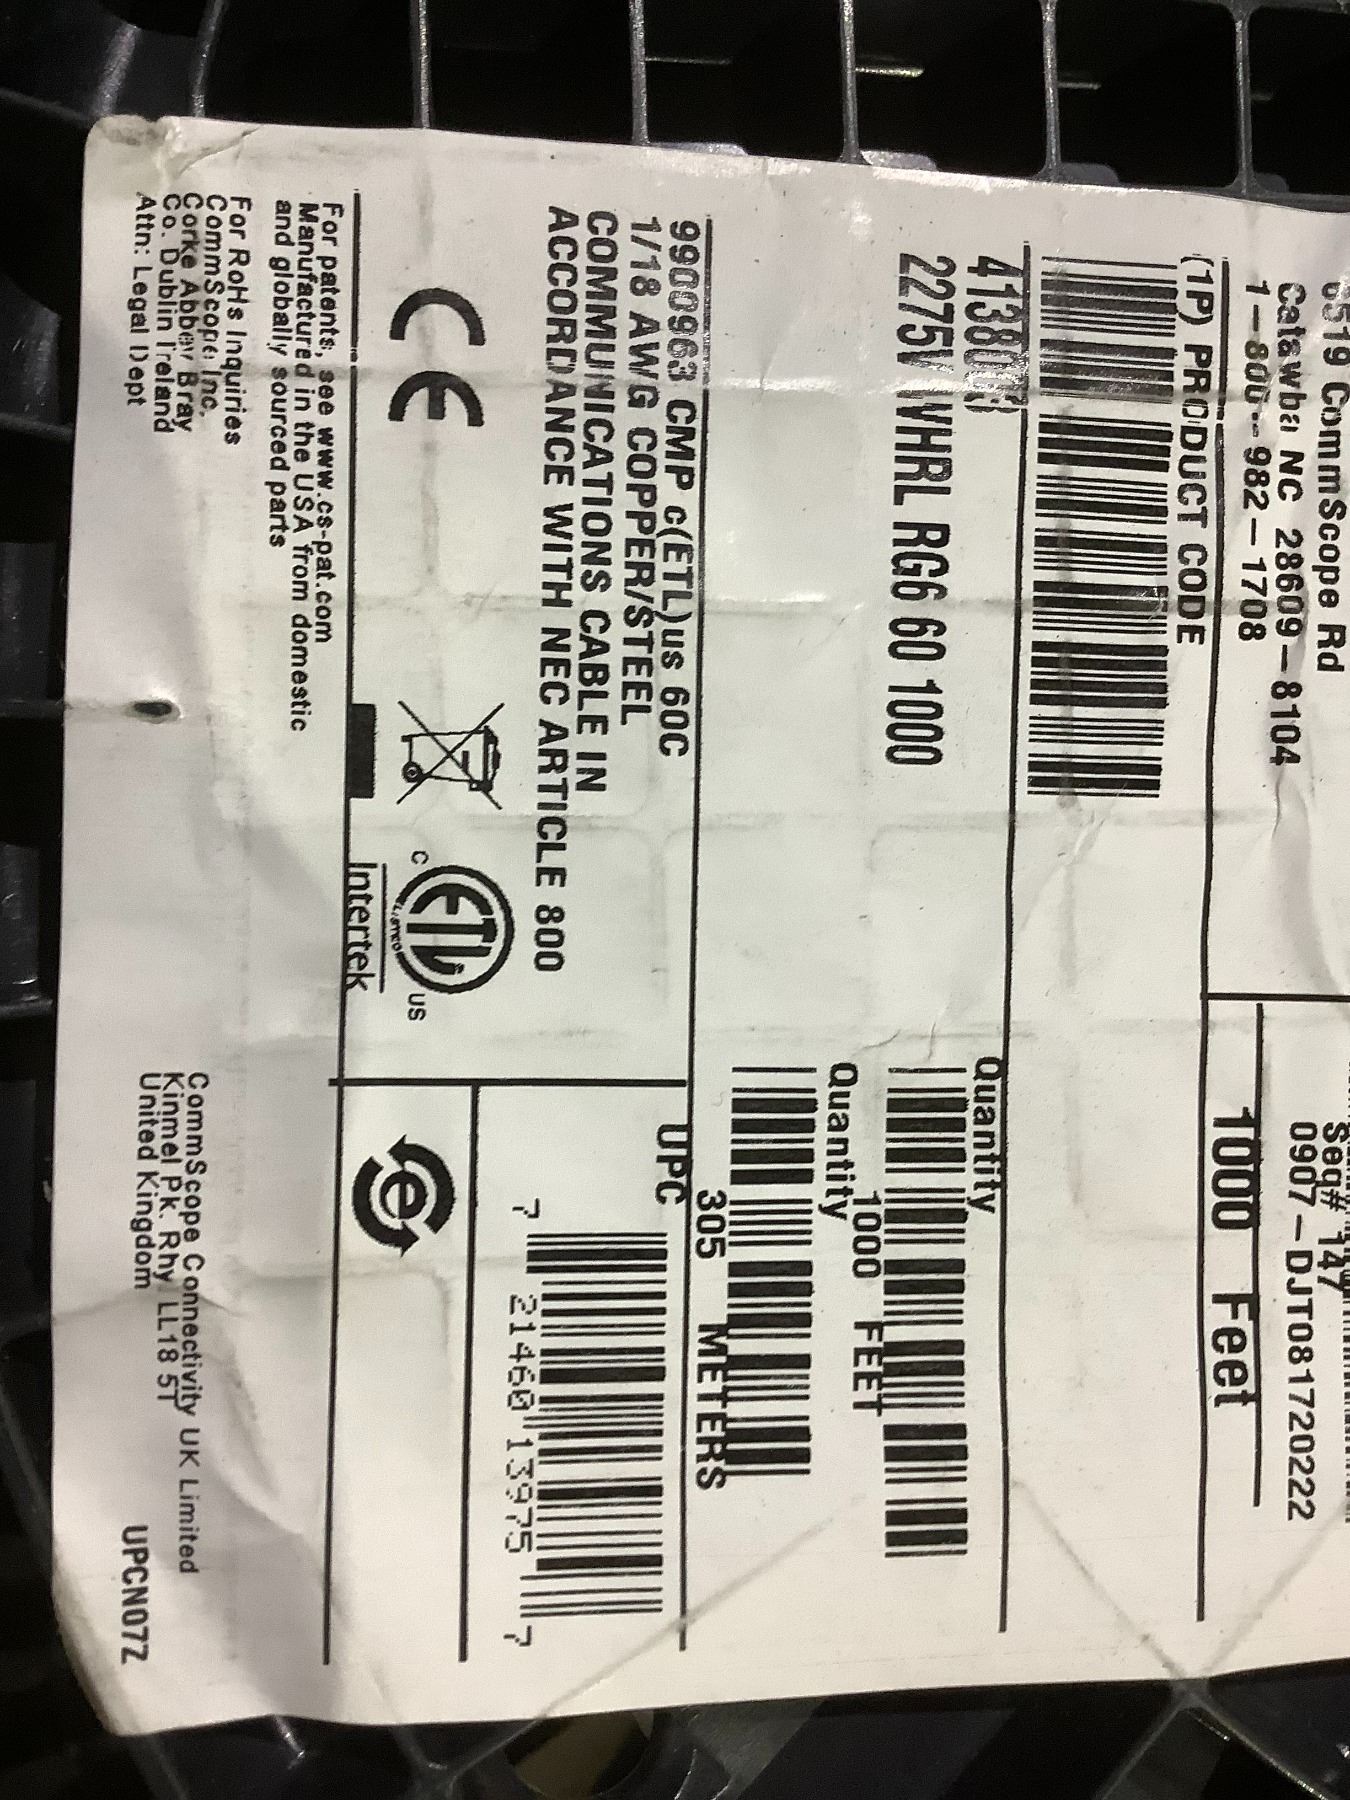 CommScope Rd
Catawba NC 28609-8104
1-800-982-1708
Seq# 147
0907-DJT081720222
1000 Feet
(1P) PRODUCT CODE
2275V WHRL RG6 60 1000
Quantity
1000 FEET
Quantity
305 METERS
9900963 CMP c(ETL)us 60C
1/18 AWG COPPER/STEEL
COMMUNICATIONS CABLE IN
ACCORDANCE WITH NEC ARTICLE 800
UPC
7 21460 13975 7
CE
C ETL US
LISTED
Intertek
e
For patents, see www.cs-pat.com
Manufactured in the USA from domestic
and globally sourced parts
For RoHs Inquiries
CommScope, Inc.
Corke Abbey Bray
Co. Dublin Ireland
Attn: Legal Dept
CommScope Connectivity UK Limited
Kinmel Pk. Rhy. LL18 5T
United Kingdom
UPCN07Z